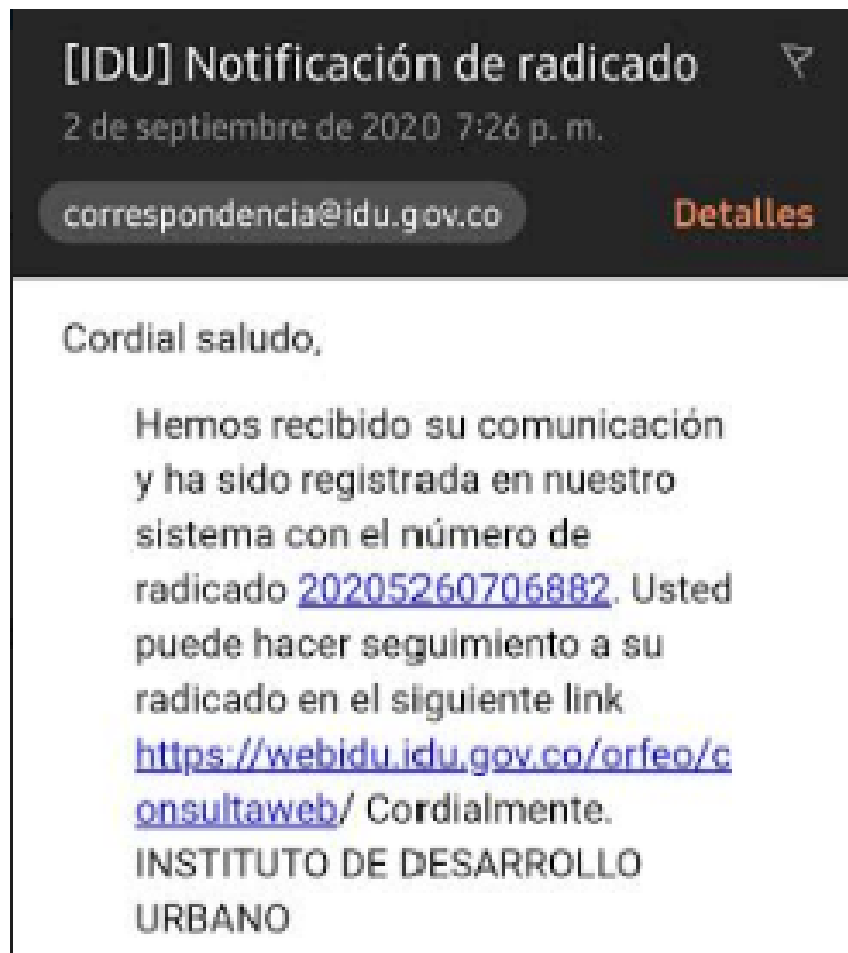 [IDU] Notificación de radicado
2 de septiembre de 2020 7:26 p. m.
correspondencia@idu.gov.co Detalles
Cordial saludo,
Hemos recibido su comunicación
y ha sido registrada en nuestro
sistema con el número de
radicado 20205260706882. Usted
puede hacer seguimiento a su
radicado en el siguiente link
https://webidu.idu.gov.co/orfeo/c
onsultaweb/ Cordialmente.
INSTITUTO DE DESARROLLO
URBANO